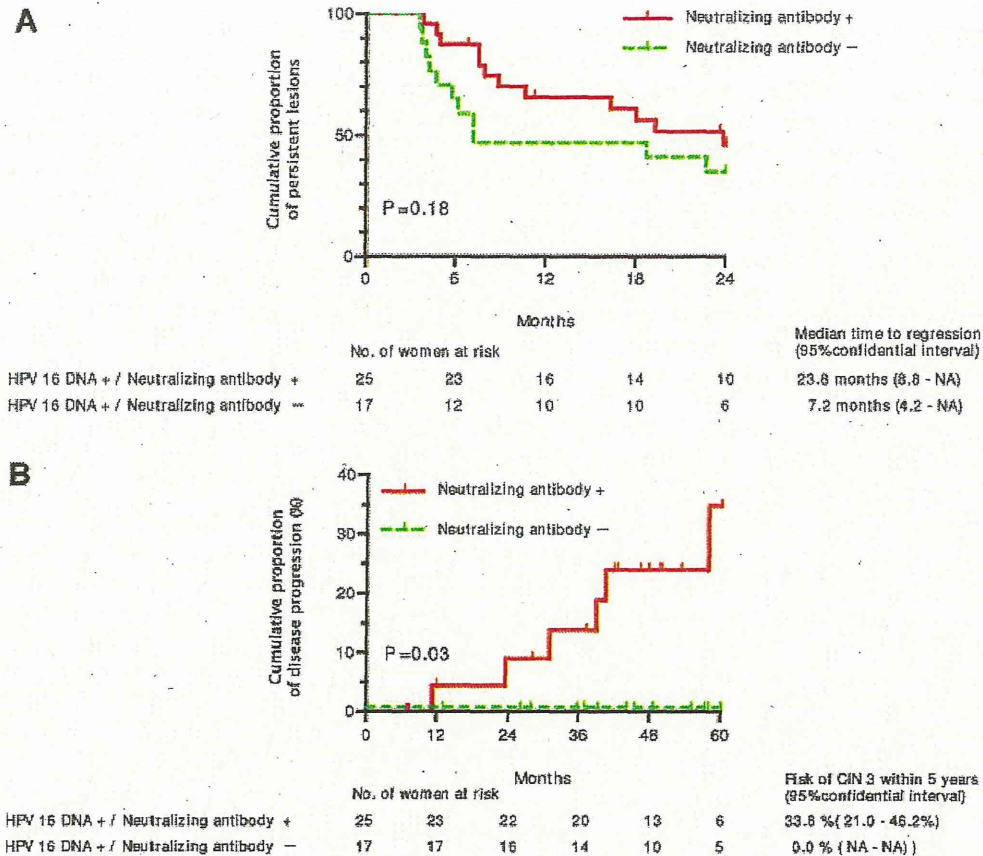 A
100
50
0
Cumulative proportion
of persistent lesions
Neutralizing antibody +
Neutralizing antibody —
P=0.18
0 6 12 18 24
Months
No. of women at risk
Median time to regression
(95%confidential interval)
HPV 16 DNA + / Neutralizing antibody + 25 23 16 14 10 23.8 months (8.8 - NA)
HPV 16 DNA + / Neutralizing antibody — 17 12 10 10 6 7.2 months (4.2 - NA)
B
40
30
20
10
0
Cumulative proportion
of disease progression (%)
Neutralizing antibody +
Neutralizing antibody —
P=0.03
0 12 24 36 48 60
Months
No. of women at risk
Risk of CIN 3 within 5 years
(95%confidential interval)
HPV 16 DNA + / Neutralizing antibody + 25 23 22 20 13 6 33.8 %( 21.0 - 46.2%)
HPV 16 DNA + / Neutralizing antibody — 17 17 16 14 10 5 0.0 % ( NA - NA) )